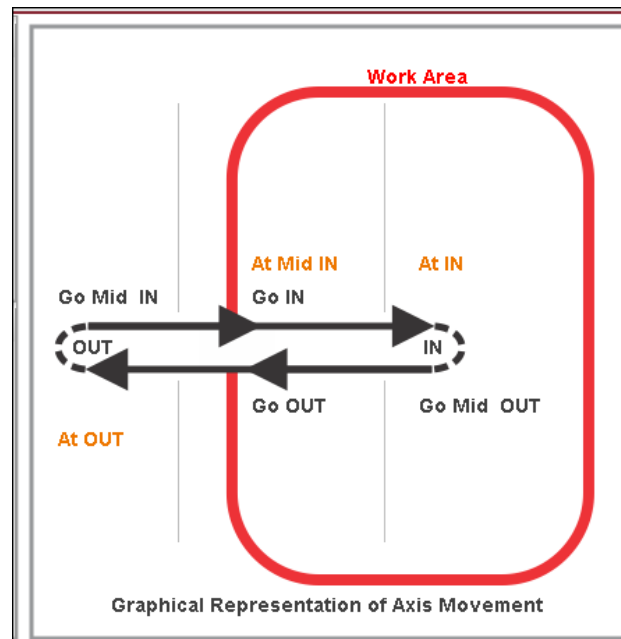 Work Area
At Mid IN
At IN
Go Mid IN
Go IN
OUT
IN
Go OUT
Go Mid OUT
At OUT
Graphical Representation of Axis Movement